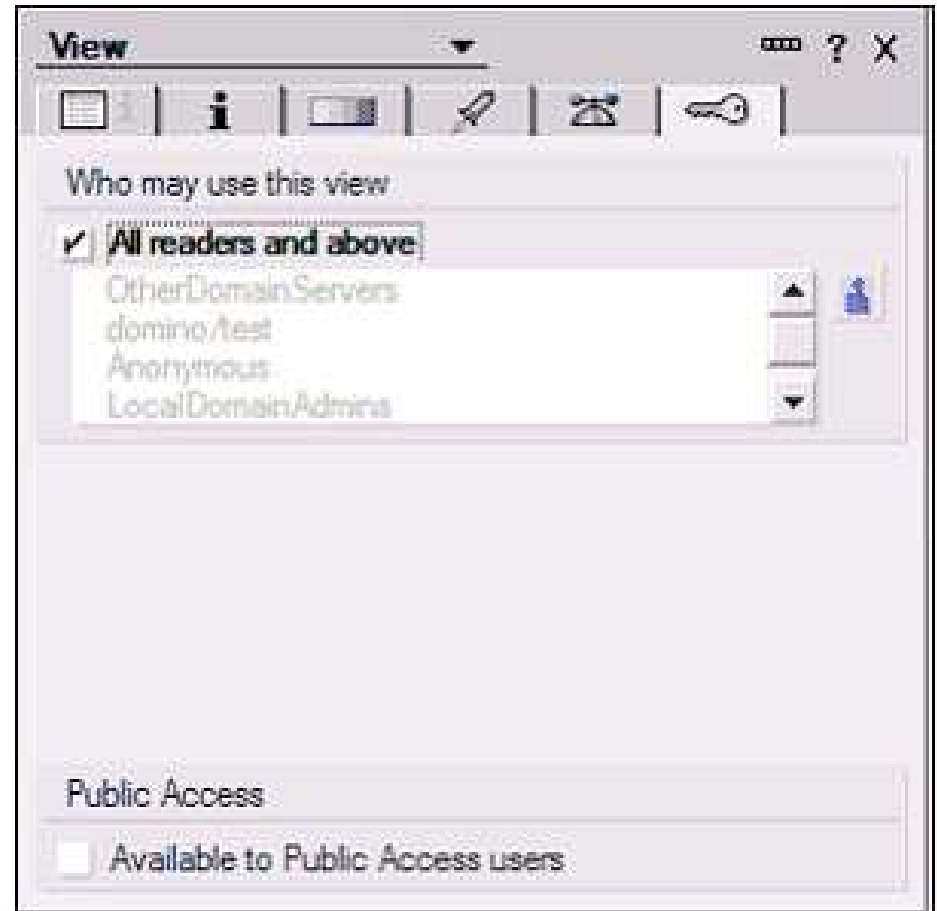 View
? X
i
Who may use this view
All readers and above
OtherDomainServers
domino/test
Anonymous
LocalDomainAdmins
Public Access
Available to Public Access users